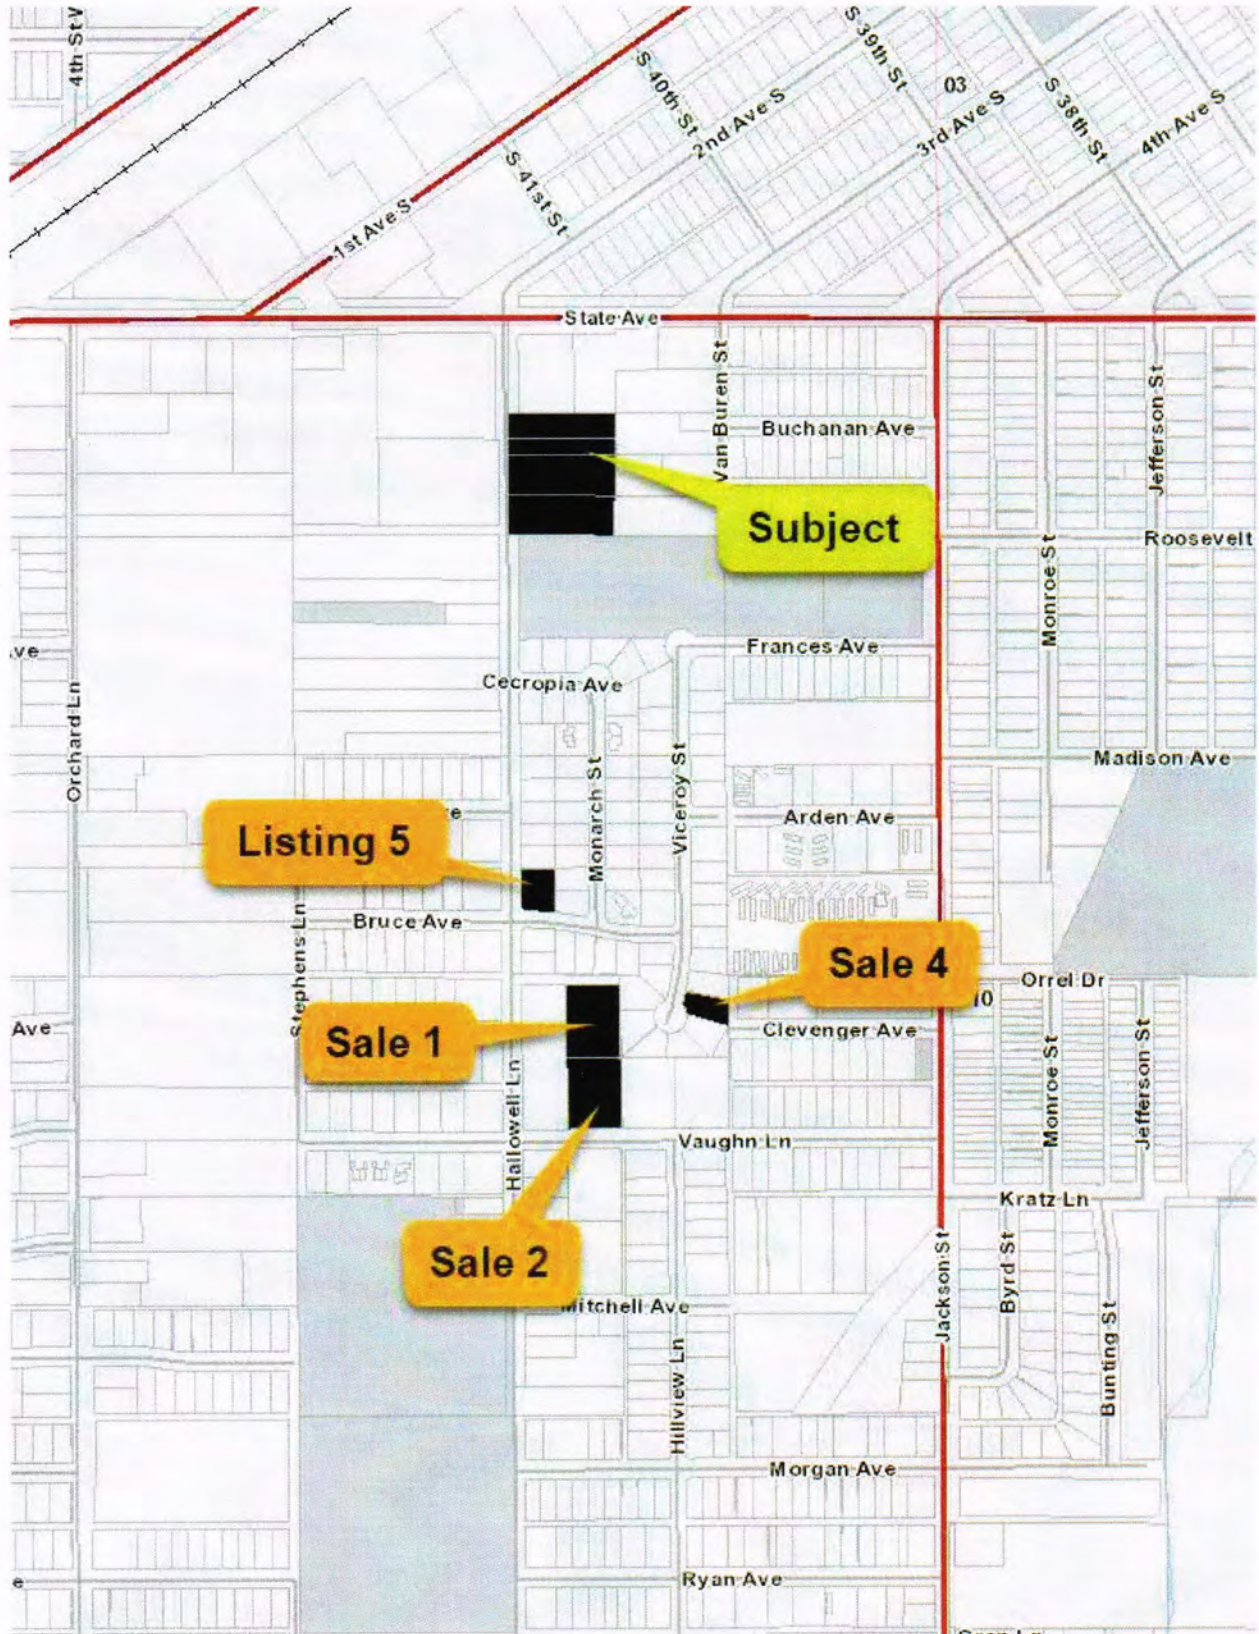 4th St W
S 39th St
S 40th St
03
S 38th St
2nd Ave S
3rd Ave S
4th Ave S
S 41st St
1st Ave S
State Ave
Van Buren St
Buchanan Ave
Jefferson St
Subject
Roosevelt
Monroe St
Frances Ave
ve
Cecropia Ave
Orchard Ln
Madison Ave
Viceroy St
Monarch St
Arden Ave
e
Listing 5
Bruce Ave
Stephens Ln
Sale 4
Orrel Dr
10
Ave
Sale 1
Clevenger Ave
Hallowell Ln
Monroe St
Jefferson St
Vaughn Ln
Kratz Ln
Sale 2
Jackson St
Byrd St
Mitchell Ave
Bunting St
Hillview Ln
Morgan Ave
e
Ryan Ave